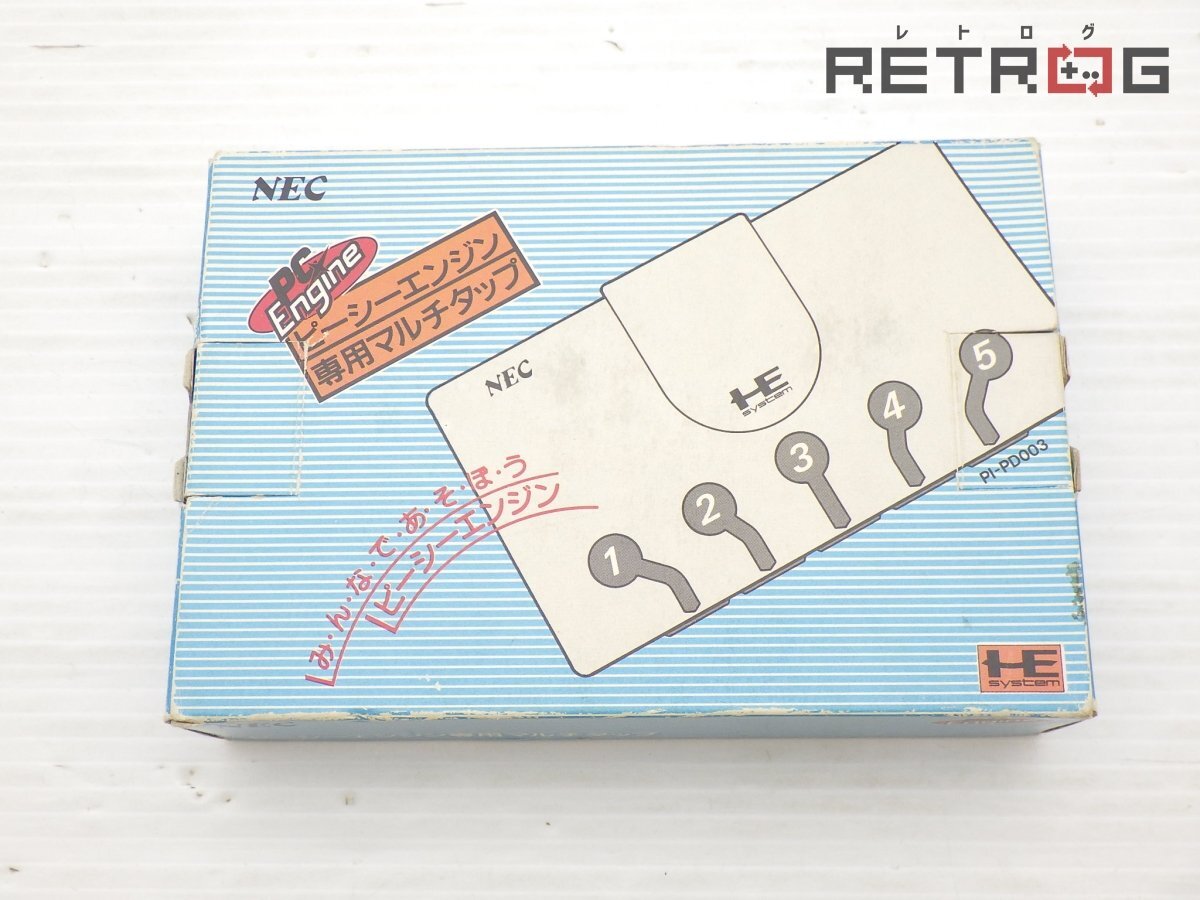 レトログ
RETROG
NEC
PC Engine
ピーシーエンジン
専用マルチタップ
NEC
HE
system
1
2
3
4
5
PI-PD003
み・ん・な・で・あ・そ・ぼ・う
ピーシーエンジン
HE
system
NEC